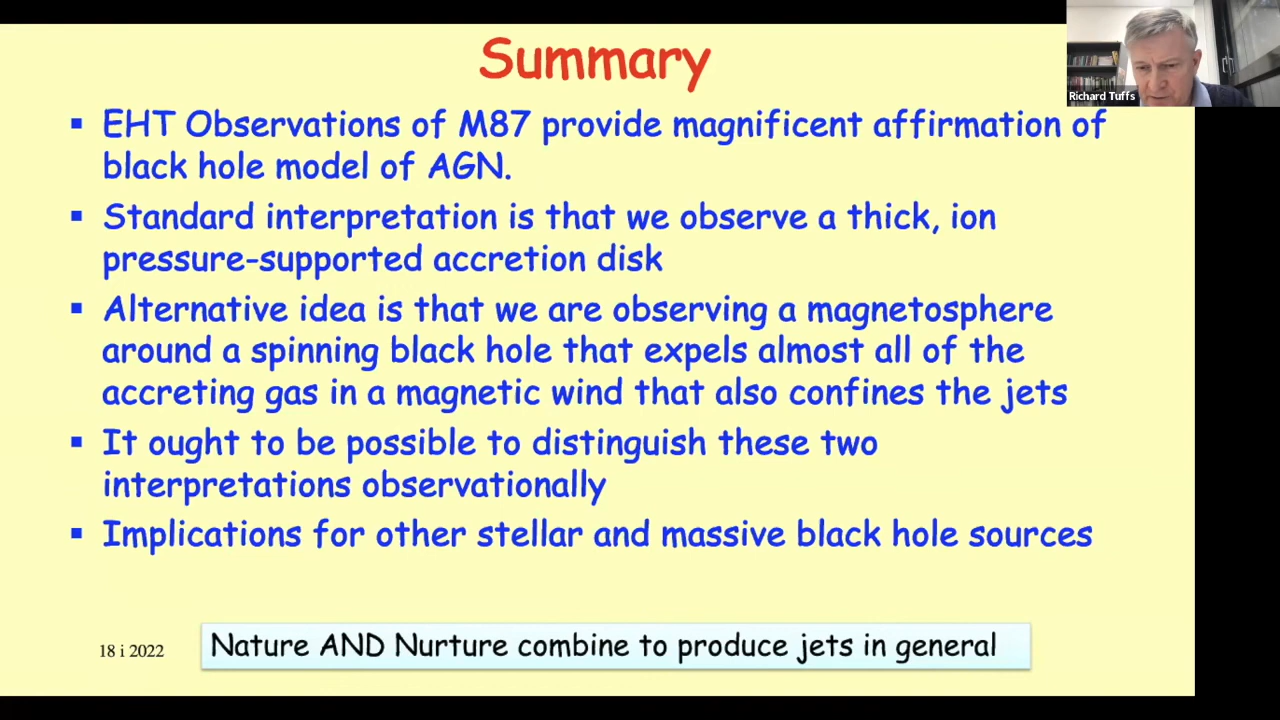 Summary
Richard Tuffs
▪ EHT Observations of M87 provide magnificent affirmation of
black hole model of AGN.
▪ Standard interpretation is that we observe a thick, ion
pressure-supported accretion disk
▪ Alternative idea is that we are observing a magnetosphere
around a spinning black hole that expels almost all of the
accreting gas in a magnetic wind that also confines the jets
▪ It ought to be possible to distinguish these two
interpretations observationally
▪ Implications for other stellar and massive black hole sources
18 i 2022
Nature AND Nurture combine to produce jets in general